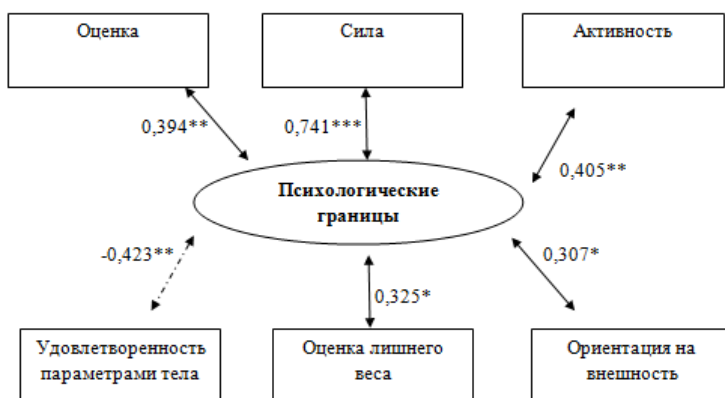 Оценка
Сила
Активность
0,394**
0,741***
0,405**
Психологические
границы
-0,423**
0,325*
0,307*
Удовлетворенность
параметрами тела
Оценка лишнего
веса
Ориентация на
внешность